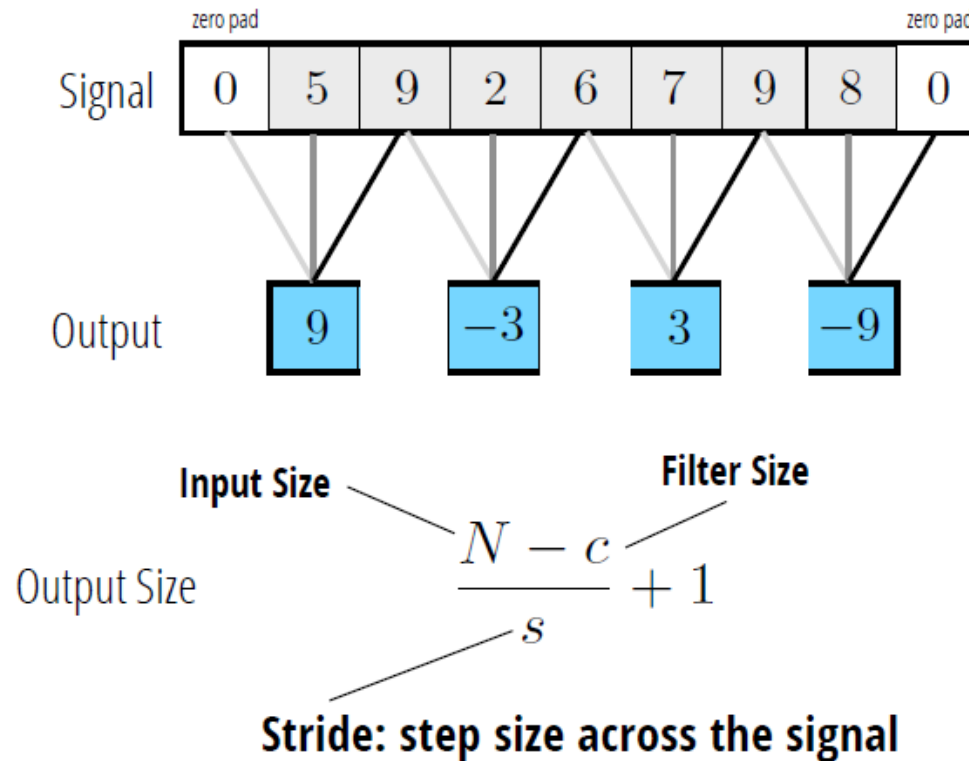 zero pad zero pad
Signal 0 5 9 2 6 7 9 8 0
Output 9 −3 3 −9
Input Size Filter Size
Output Size N − c / s + 1
Stride: step size across the signal